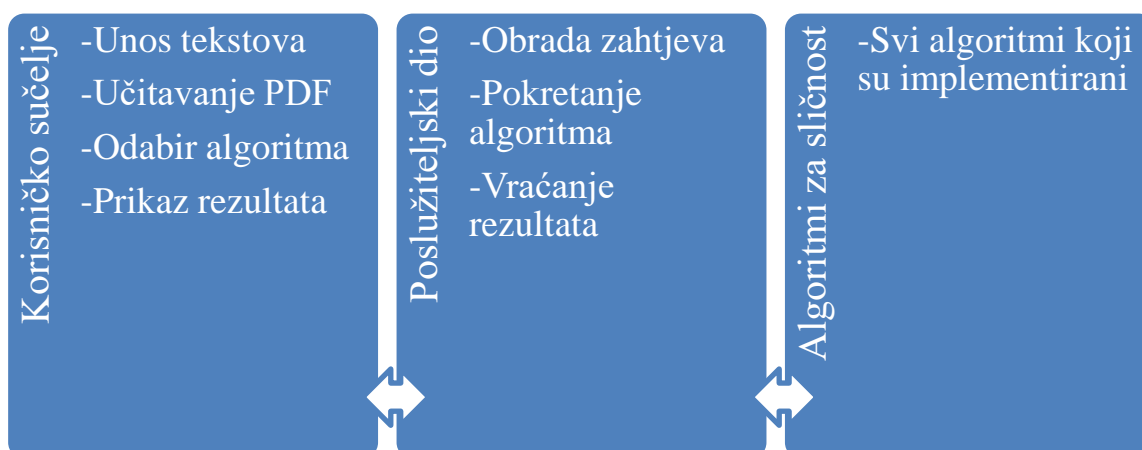 Korisničko sučelje
-Unos tekstova
-Učitavanje PDF
-Odabir algoritma
-Prikaz rezultata
Poslužiteljski dio
-Obrada zahtjeva
-Pokretanje
algoritma
-Vraćanje
rezultata
Algoritmi za sličnost
-Svi algoritmi koji
su implementirani